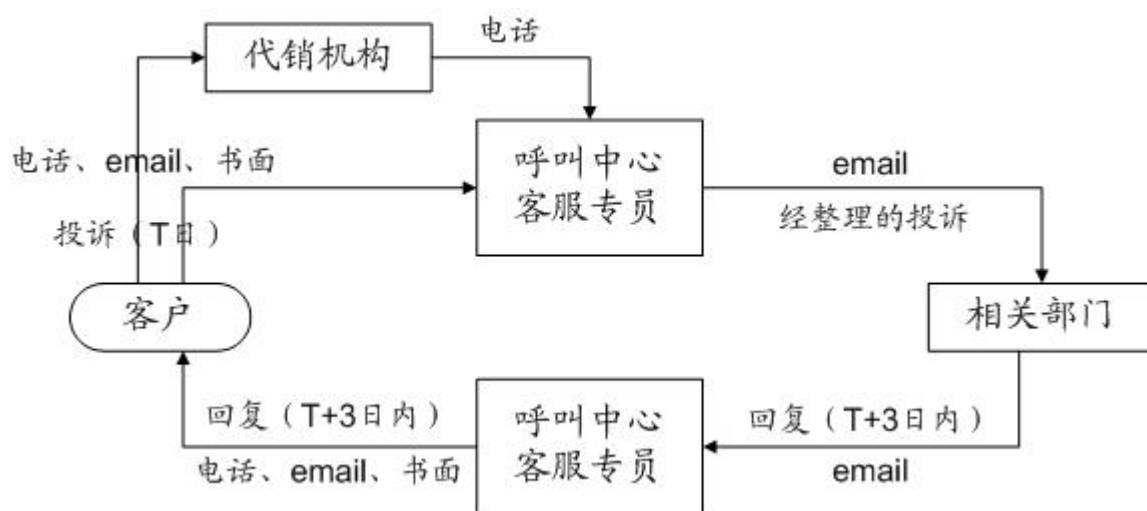 代销机构
电话
呼叫中心
客服专员
电话、email、书面
email
经整理的投诉
投诉（T日）
客户
相关部门
回复（T+3日内）
呼叫中心
客服专员
回复（T+3日内）
电话、email、书面
email